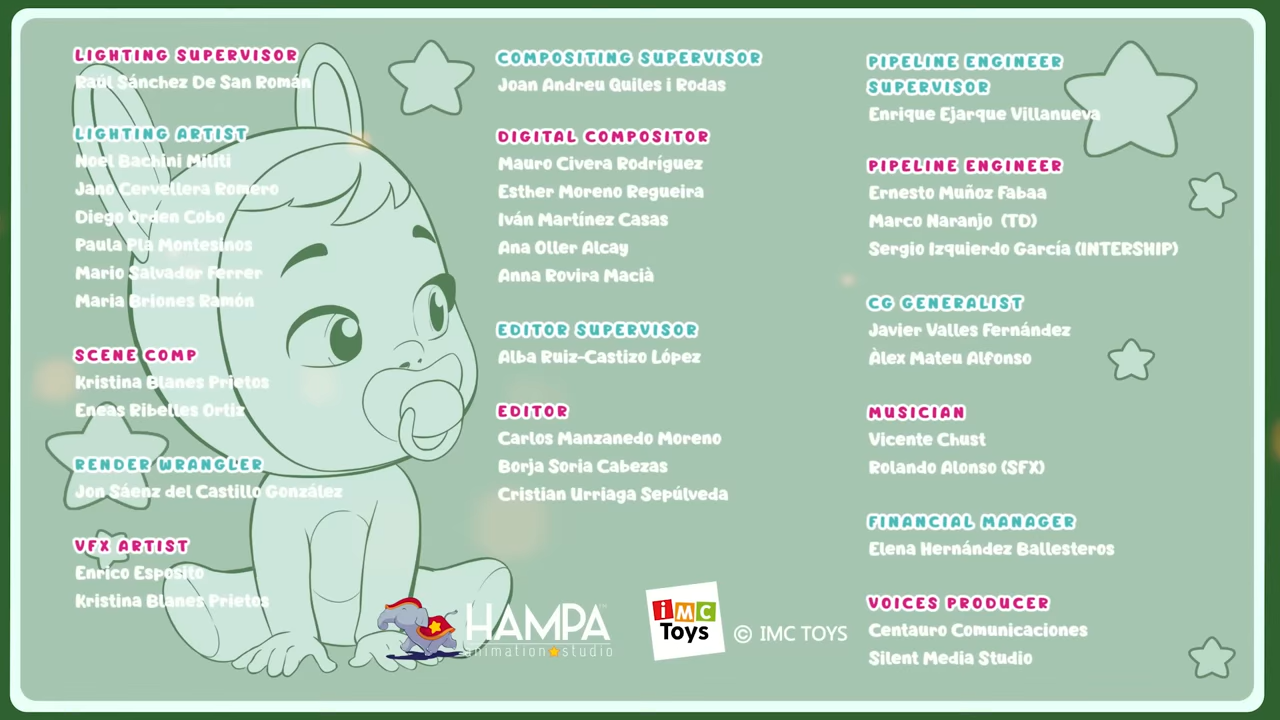 LIGHTING SUPERVISOR
Raúl Sánchez De San Román
LIGHTING ARTIST
Noel Bachini Militi
Jano Cervellera Romero
Diego Orden Cobo
Paula Pla Montesinos
Mario Salvador Ferrer
Maria Briones Ramón
SCENE COMP
Kristina Blanes Prietos
Eneas Ribelles Ortiz
RENDER WRANGLER
Jon Sáenz del Castillo González
VFX ARTIST
Enrico Esposito
Kristina Blanes Prietos
COMPOSITING SUPERVISOR
Joan Andreu Quiles i Rodas
DIGITAL COMPOSITOR
Mauro Civera Rodríguez
Esther Moreno Regueira
Iván Martínez Casas
Ana Oller Alcay
Anna Rovira Macià
EDITOR SUPERVISOR
Alba Ruiz-Castizo López
EDITOR
Carlos Manzanedo Moreno
Borja Soria Cabezas
Cristian Urriaga Sepúlveda
PIPELINE ENGINEER
SUPERVISOR
Enrique Ejarque Villanueva
PIPELINE ENGINEER
Ernesto Muñoz Fabaa
Marco Naranjo (TD)
Sergio Izquierdo García (INTERSHIP)
CG GENERALIST
Javier Valles Fernández
Àlex Mateu Alfonso
MUSICIAN
Vicente Chust
Rolando Alonso (SFX)
FINANCIAL MANAGER
Elena Hernández Ballesteros
VOICES PRODUCER
Centauro Comunicaciones
Silent Media Studio
HAMPA™
animation studio
iMC
Toys
© IMC TOYS